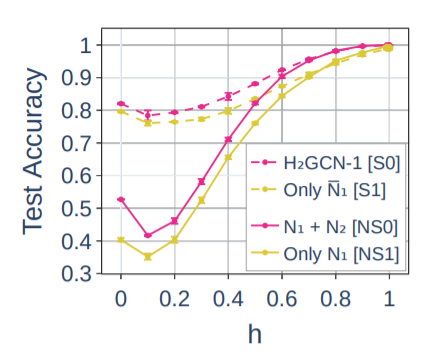 Test Acccuracy
1
0.9
0.8
0.7
0.6
0.5
0.4
0.3
H₂GCN-1 [S0]
Only N̅₁ [S1]
N₁ + N₂ [NS0]
Only N₁ [NS1]
0 0.2 0.4 0.6 0.8 1
h